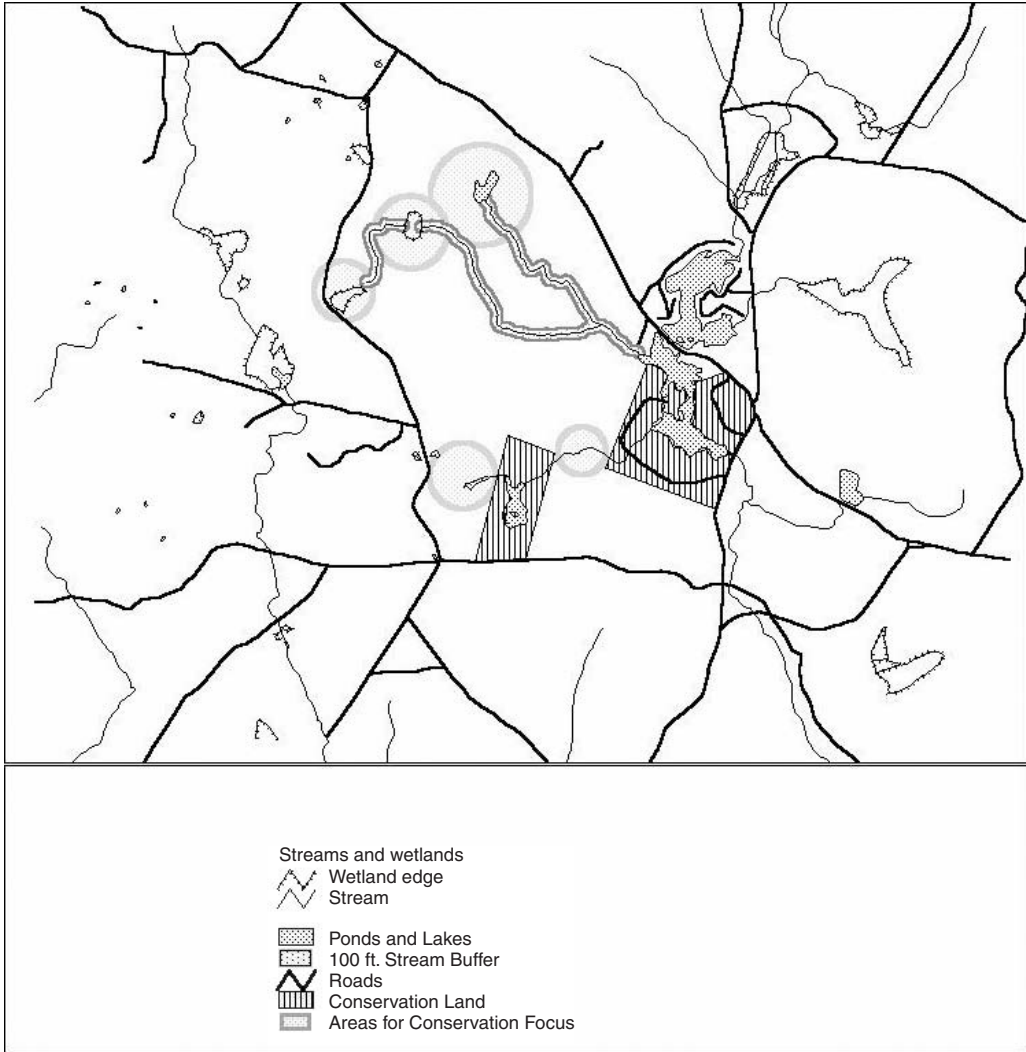 Streams and wetlands
Wetland edge
Stream
Ponds and Lakes
100 ft. Stream Buffer
Roads
Conservation Land
Areas for Conservation Focus